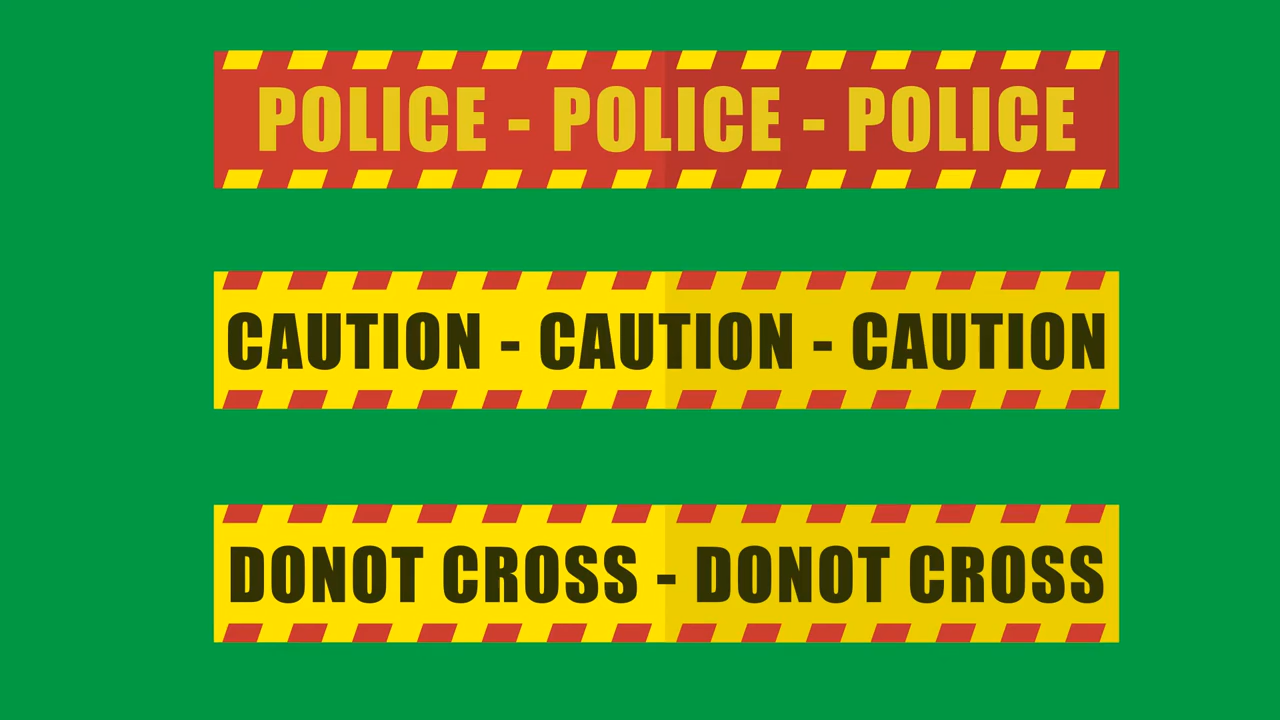 POLICE - POLICE - POLICE
CAUTION - CAUTION - CAUTION
DONOT CROSS - DONOT CROSS